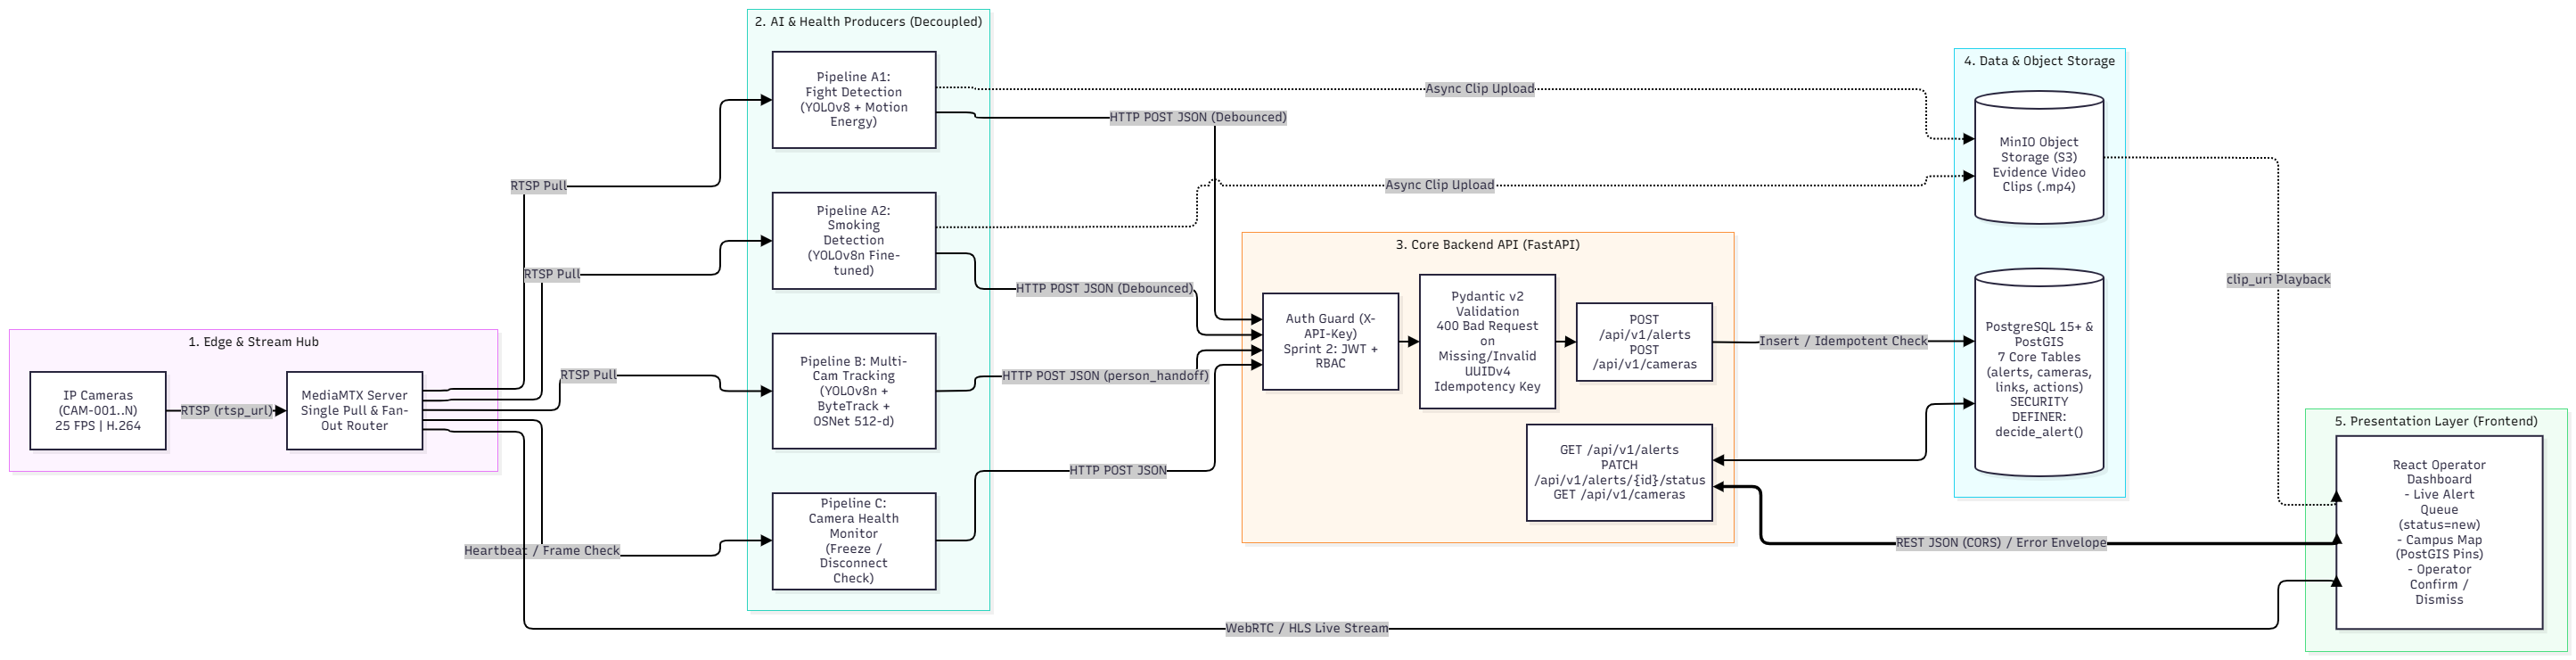 1. Edge & Stream Hub
IP Cameras
(CAM-001..N)
25 FPS | H.264
RTSP (rtsp_url)
MediaMTX Server
Single Pull & Fan-
Out Router
RTSP Pull
RTSP Pull
RTSP Pull
Heartbeat / Frame Check
2. AI & Health Producers (Decoupled)
Pipeline A1:
Fight Detection
(YOLOv8 + Motion
Energy)
Pipeline A2:
Smoking
Detection
(YOLOv8n Fine-
tuned)
Pipeline B: Multi-
Cam Tracking
(YOLOv8n +
ByteTrack +
OSNet 512-d)
Pipeline C:
Camera Health
Monitor
(Freeze /
Disconnect
Check)
Async Clip Upload
HTTP POST JSON (Debounced)
Async Clip Upload
HTTP POST JSON (Debounced)
HTTP POST JSON (person_handoff)
HTTP POST JSON
3. Core Backend API (FastAPI)
Auth Guard (X-
API-Key)
Sprint 2: JWT +
RBAC
Pydantic v2
Validation
400 Bad Request
on
Missing/Invalid
UUIDv4
Idempotency Key
POST
/api/v1/alerts
POST
/api/v1/cameras
GET /api/v1/alerts
PATCH
/api/v1/alerts/{id}/status
GET /api/v1/cameras
Insert / Idempotent Check
4. Data & Object Storage
MinIO Object
Storage (S3)
Evidence Video
Clips (.mp4)
PostgreSQL 15+ &
PostGIS
7 Core Tables
(alerts, cameras,
links, actions)
SECURITY
DEFINER:
decide_alert()
clip_uri Playback
REST JSON (CORS) / Error Envelope
WebRTC / HLS Live Stream
5. Presentation Layer (Frontend)
React Operator
Dashboard
- Live Alert
Queue
(status=new)
- Campus Map
(PostGIS Pins)
- Operator
Confirm /
Dismiss